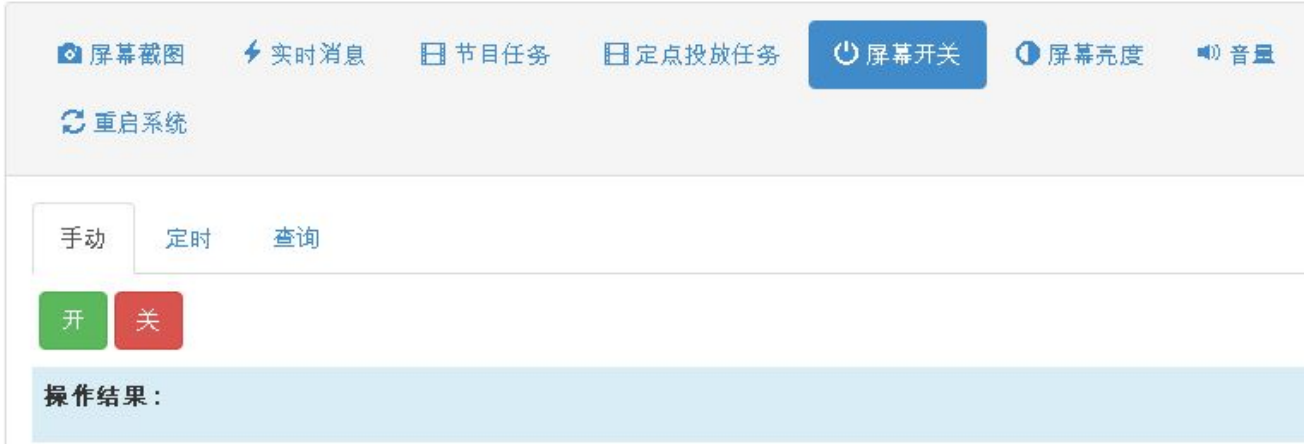 屏幕截图 实时消息 节目任务 定点投放任务 屏幕开关 屏幕亮度 音量
重启系统
手动 定时 查询
开 关
操作结果：